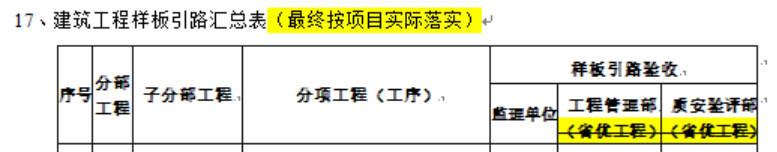 17、建筑工程样板引路汇总表（最终按项目实际落实）
序号 分部工程 子分部工程 分项工程（工序） 样板引路验收
监理单位 工程管理部（省优工程） 质安验评部（省优工程）